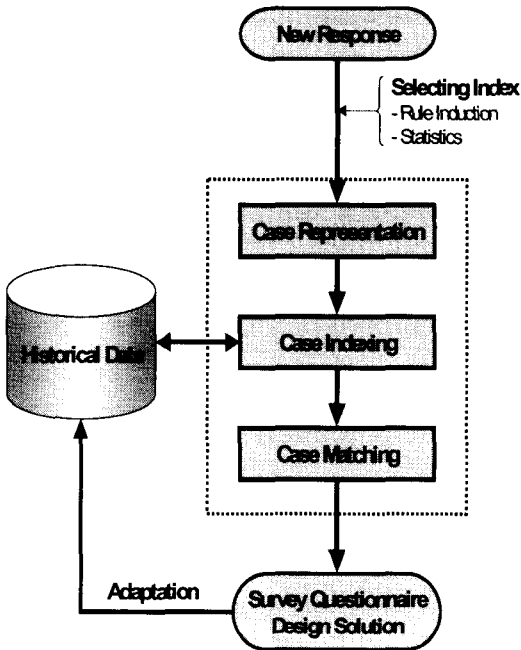 New Response
Selecting Index
- Rule Induction
- Statistics
Case Representation
Historical Data
Case Indexing
Case Matching
Adaptation
Survey Questionnaire
Design Solution